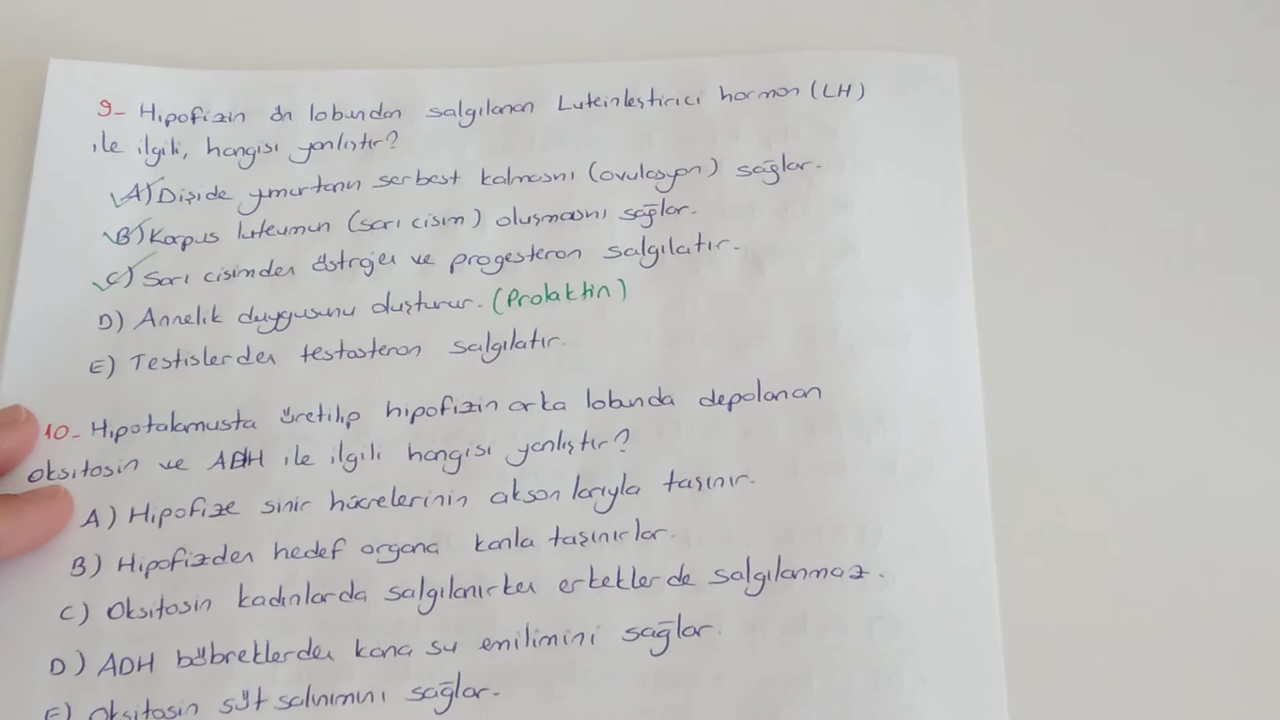 9- Hipofizin ön lobundan salgılanan Luteinleştirici hormon (LH)
ile ilgili, hangisi yanlıştır?
A) Dişide yumurtanın serbest kalmasını (ovulasyon) sağlar.
B) Korpus luteumun (sarı cisim) oluşmasını sağlar.
C) Sarı cisimden östrojen ve progesteron salgılatır.
D) Annelik duygusunu oluşturur. (Prolaktin)
E) Testislerden testosteron salgılatır.
10- Hipotalamusta üretilip hipofizin arka lobunda depolanan
oksitosin ve ADH ile ilgili hangisi yanlıştır?
A) Hipofize sinir hücrelerinin aksonlarıyla taşınır.
B) Hipofizden hedef organa kanla taşınırlar.
C) Oksitosin kadınlarda salgılanırken erkeklerde salgılanmaz.
D) ADH böbreklerden kana su emilimini sağlar.
E) Oksitosin süt salınımını sağlar.